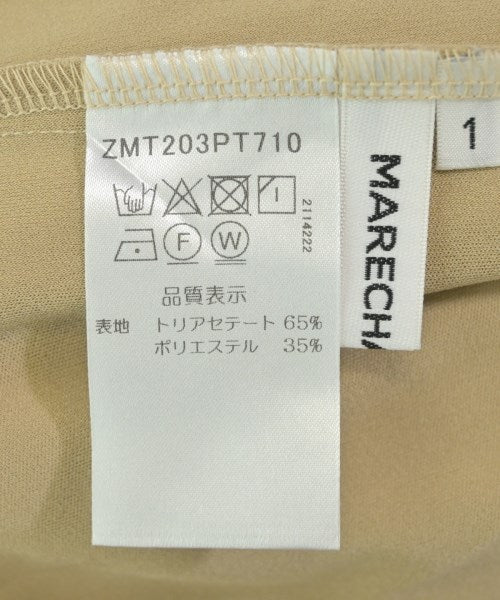 ZMT203PT710
2114222
F W
品質表示
表地 トリアセテート 65%
ポリエステル 35%
MARECHA
1